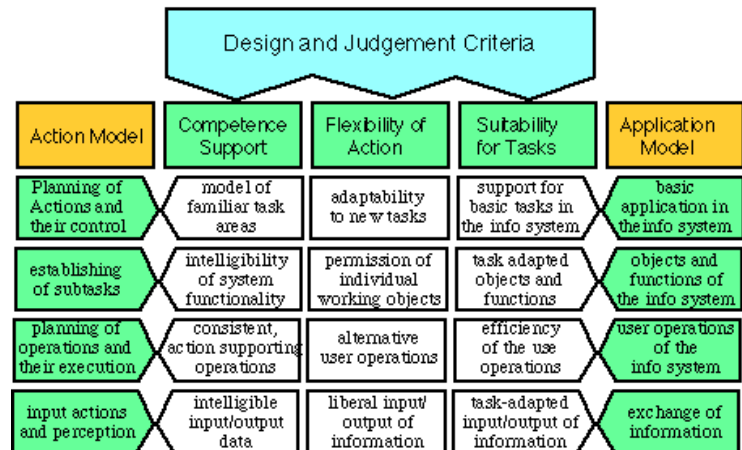 Design and Judgement Criteria
Action Model
Competence
Support
Flexibility of
Action
Suitability
for Tasks
Application
Model
Planning of
Actions and
their control
model of
familiar task
areas
adaptability
to new tasks
support for
basic tasks in
the info system
basic
application in
theinfo system
establishing
of subtasks
intelligibility
of system
functionality
permission of
individual
working objects
task adapted
objects and
functions
objects and
functions of
the info system
planning of
operations and
their execution
consistent,
action supporting
operations
alternative
user operations
efficiency
of the use
operations
user operations
of the
info system
input actions
and perception
intelligible
input/output
data
liberal input/
output of
information
task-adapted
input/output of
information
exchange of
information